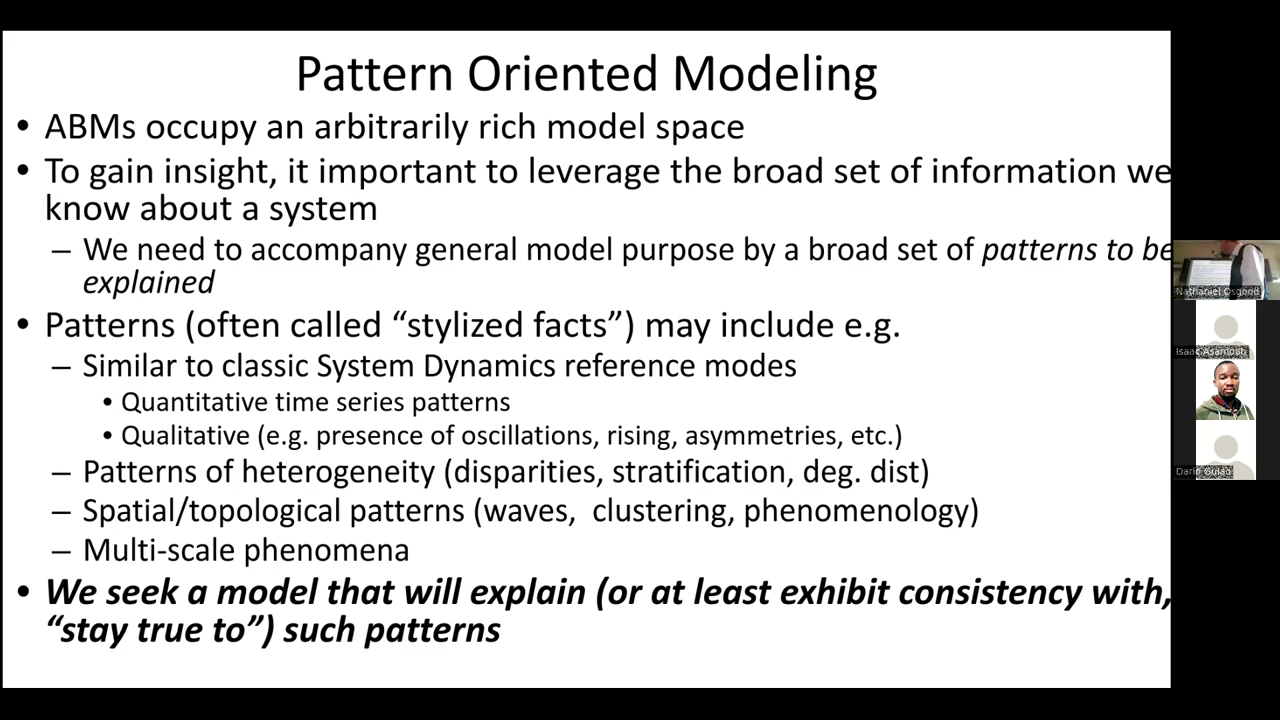 Pattern Oriented Modeling
• ABMs occupy an arbitrarily rich model space
• To gain insight, it important to leverage the broad set of information we
know about a system
– We need to accompany general model purpose by a broad set of patterns to be
explained
• Patterns (often called “stylized facts”) may include e.g.
– Similar to classic System Dynamics reference modes
• Quantitative time series patterns
• Qualitative (e.g. presence of oscillations, rising, asymmetries, etc.)
– Patterns of heterogeneity (disparities, stratification, deg. dist)
– Spatial/topological patterns (waves,  clustering, phenomenology)
– Multi-scale phenomena
• We seek a model that will explain (or at least exhibit consistency with,
“stay true to”) such patterns
Nathaniel Osgood
Isaac